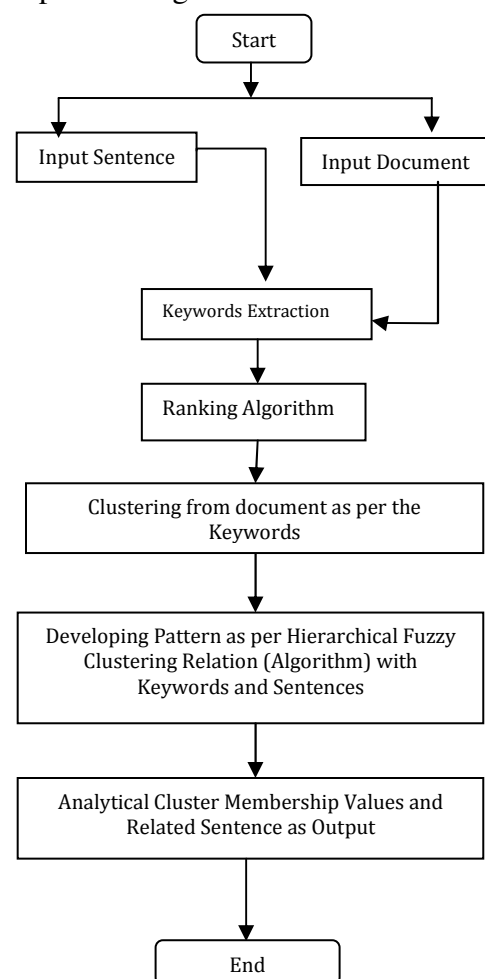 Start
Input Sentence
Input Document
Keywords Extraction
Ranking Algorithm
Clustering from document as per the
Keywords
Developing Pattern as per Hierarchical Fuzzy
Clustering Relation (Algorithm) with
Keywords and Sentences
Analytical Cluster Membership Values and
Related Sentence as Output
End